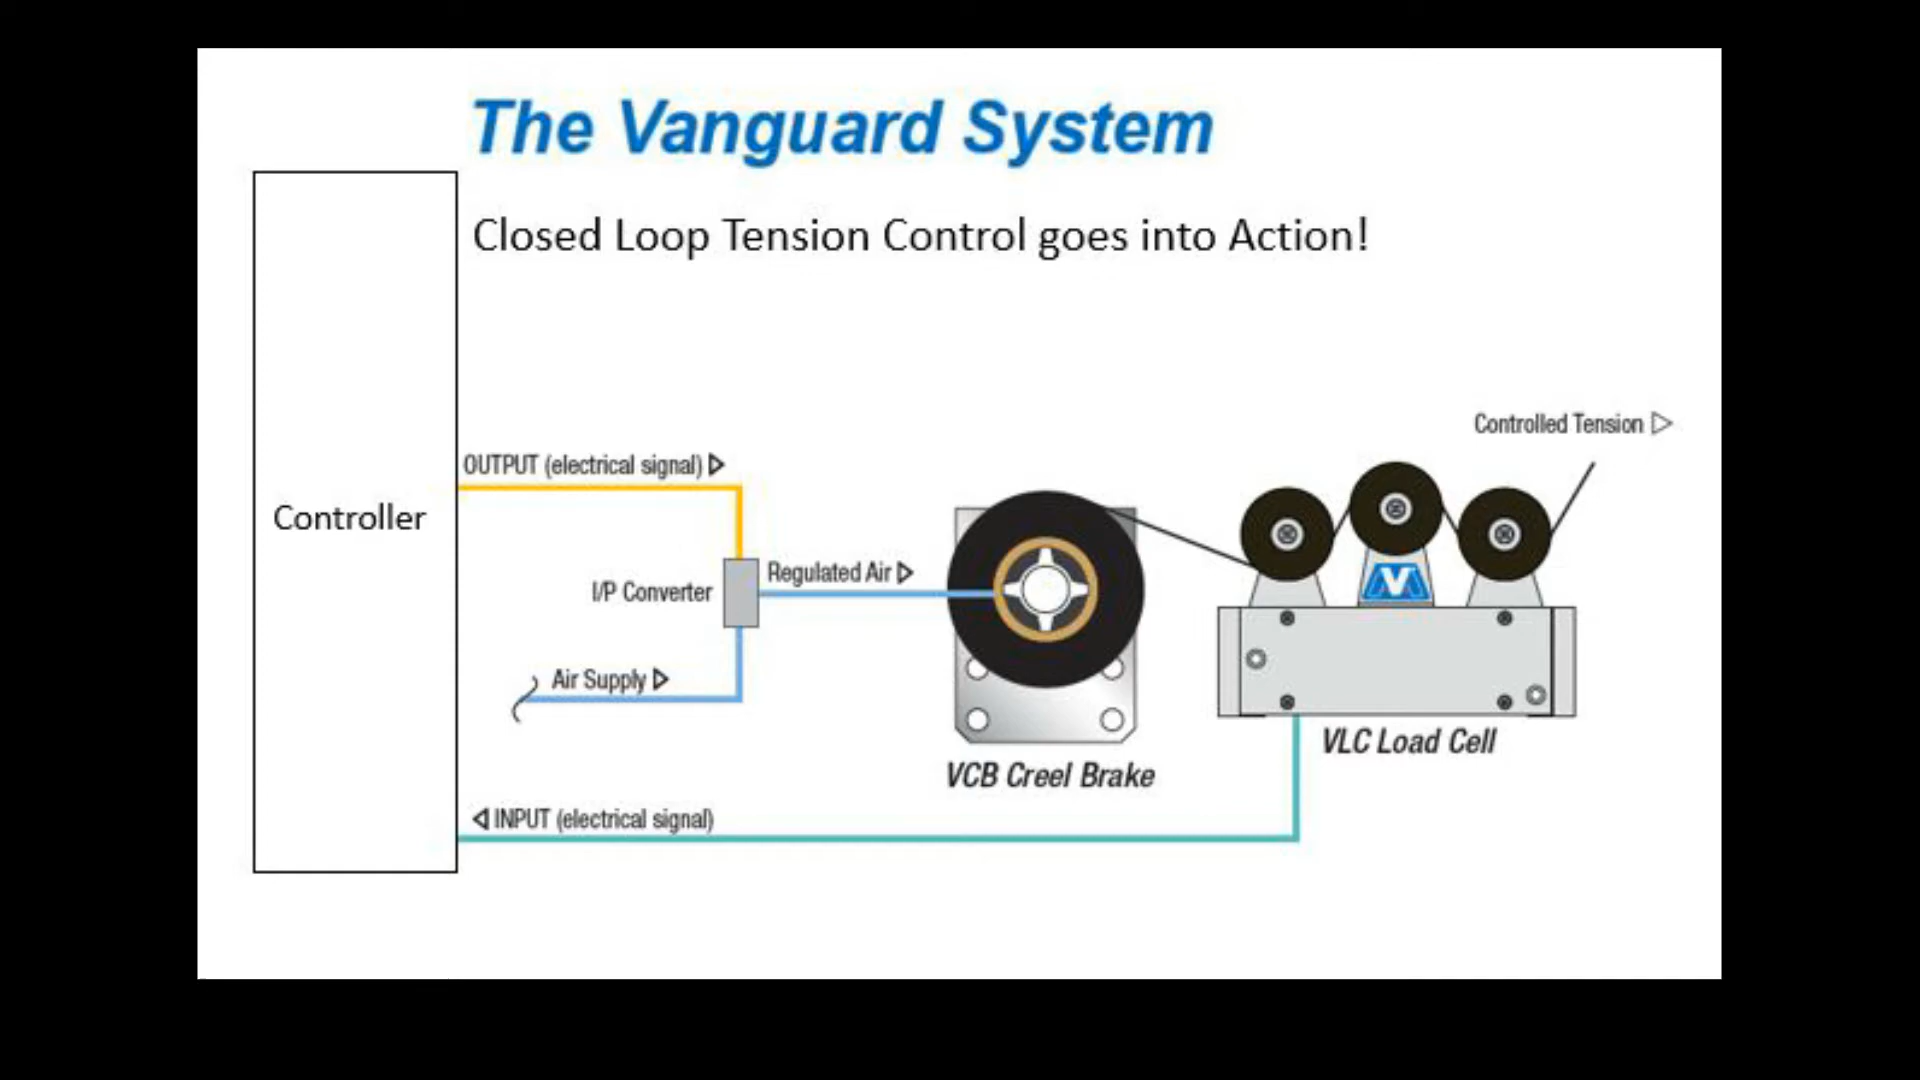 The Vanguard System
Closed Loop Tension Control goes into Action!
Controlled Tension
OUTPUT (electrical signal)
Controller
I/P Converter
Regulated Air
Air Supply
V
VLC Load Cell
VCB Creel Brake
INPUT (electrical signal)